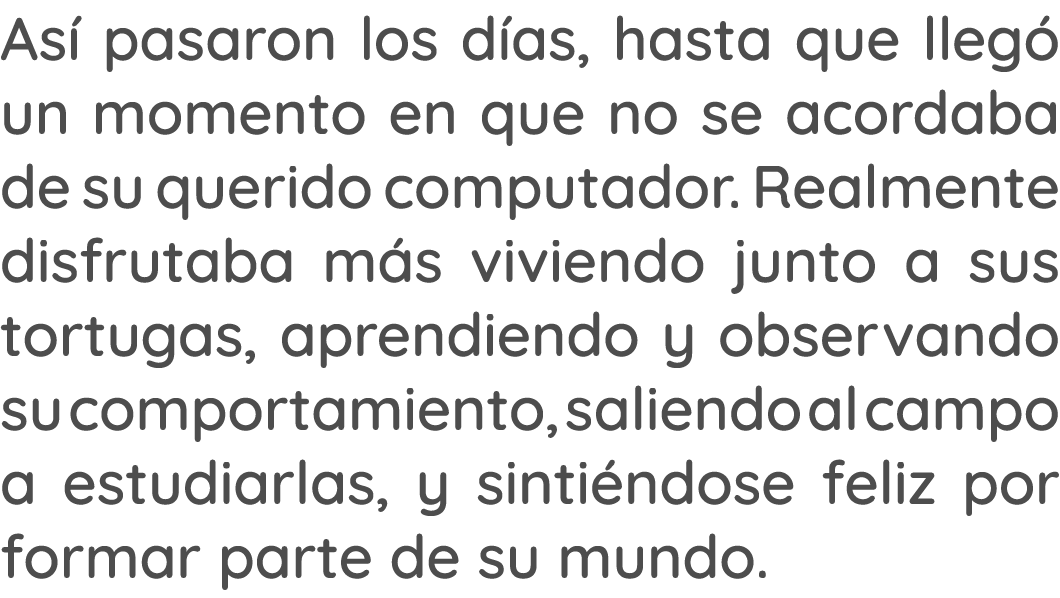 Así pasaron los días, hasta que llegó
un momento en que no se acordaba
de su querido computador. Realmente
disfrutaba más viviendo junto a sus
tortugas, aprendiendo y observando
su comportamiento, saliendo al campo
a estudiarlas, y sintiéndose feliz por
formar parte de su mundo.